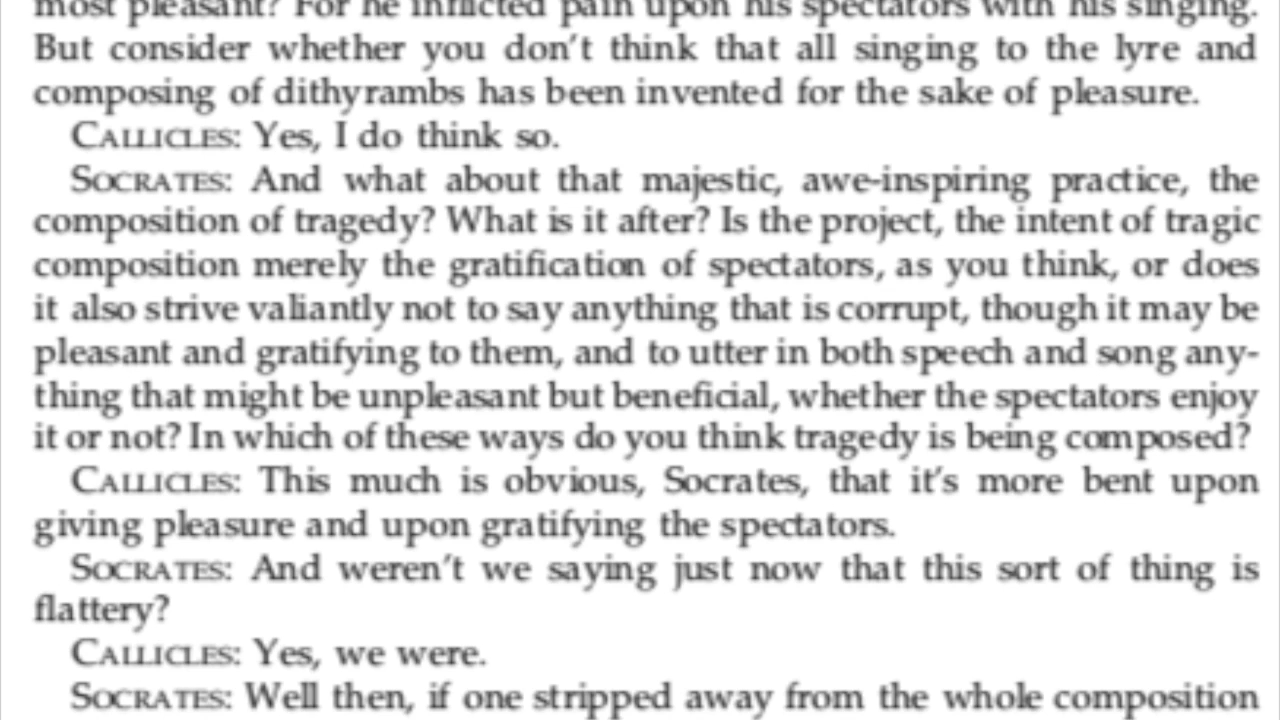 most pleasant? For he inflicted pain upon his spectators with his singing.
But consider whether you don't think that all singing to the lyre and
composing of dithyrambs has been invented for the sake of pleasure.
CALLICLES: Yes, I do think so.
SOCRATES: And what about that majestic, awe-inspiring practice, the
composition of tragedy? What is it after? Is the project, the intent of tragic
composition merely the gratification of spectators, as you think, or does
it also strive valiantly not to say anything that is corrupt, though it may be
pleasant and gratifying to them, and to utter in both speech and song any-
thing that might be unpleasant but beneficial, whether the spectators enjoy
it or not? In which of these ways do you think tragedy is being composed?
CALLICLES: This much is obvious, Socrates, that it's more bent upon
giving pleasure and upon gratifying the spectators.
SOCRATES: And weren't we saying just now that this sort of thing is
flattery?
CALLICLES: Yes, we were.
SOCRATES: Well then, if one stripped away from the whole composition